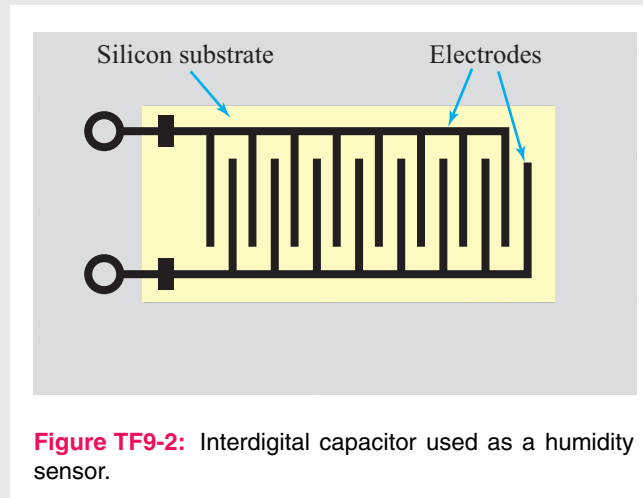 Silicon substrate
Electrodes
Figure TF9-2: Interdigital capacitor used as a humidity
sensor.